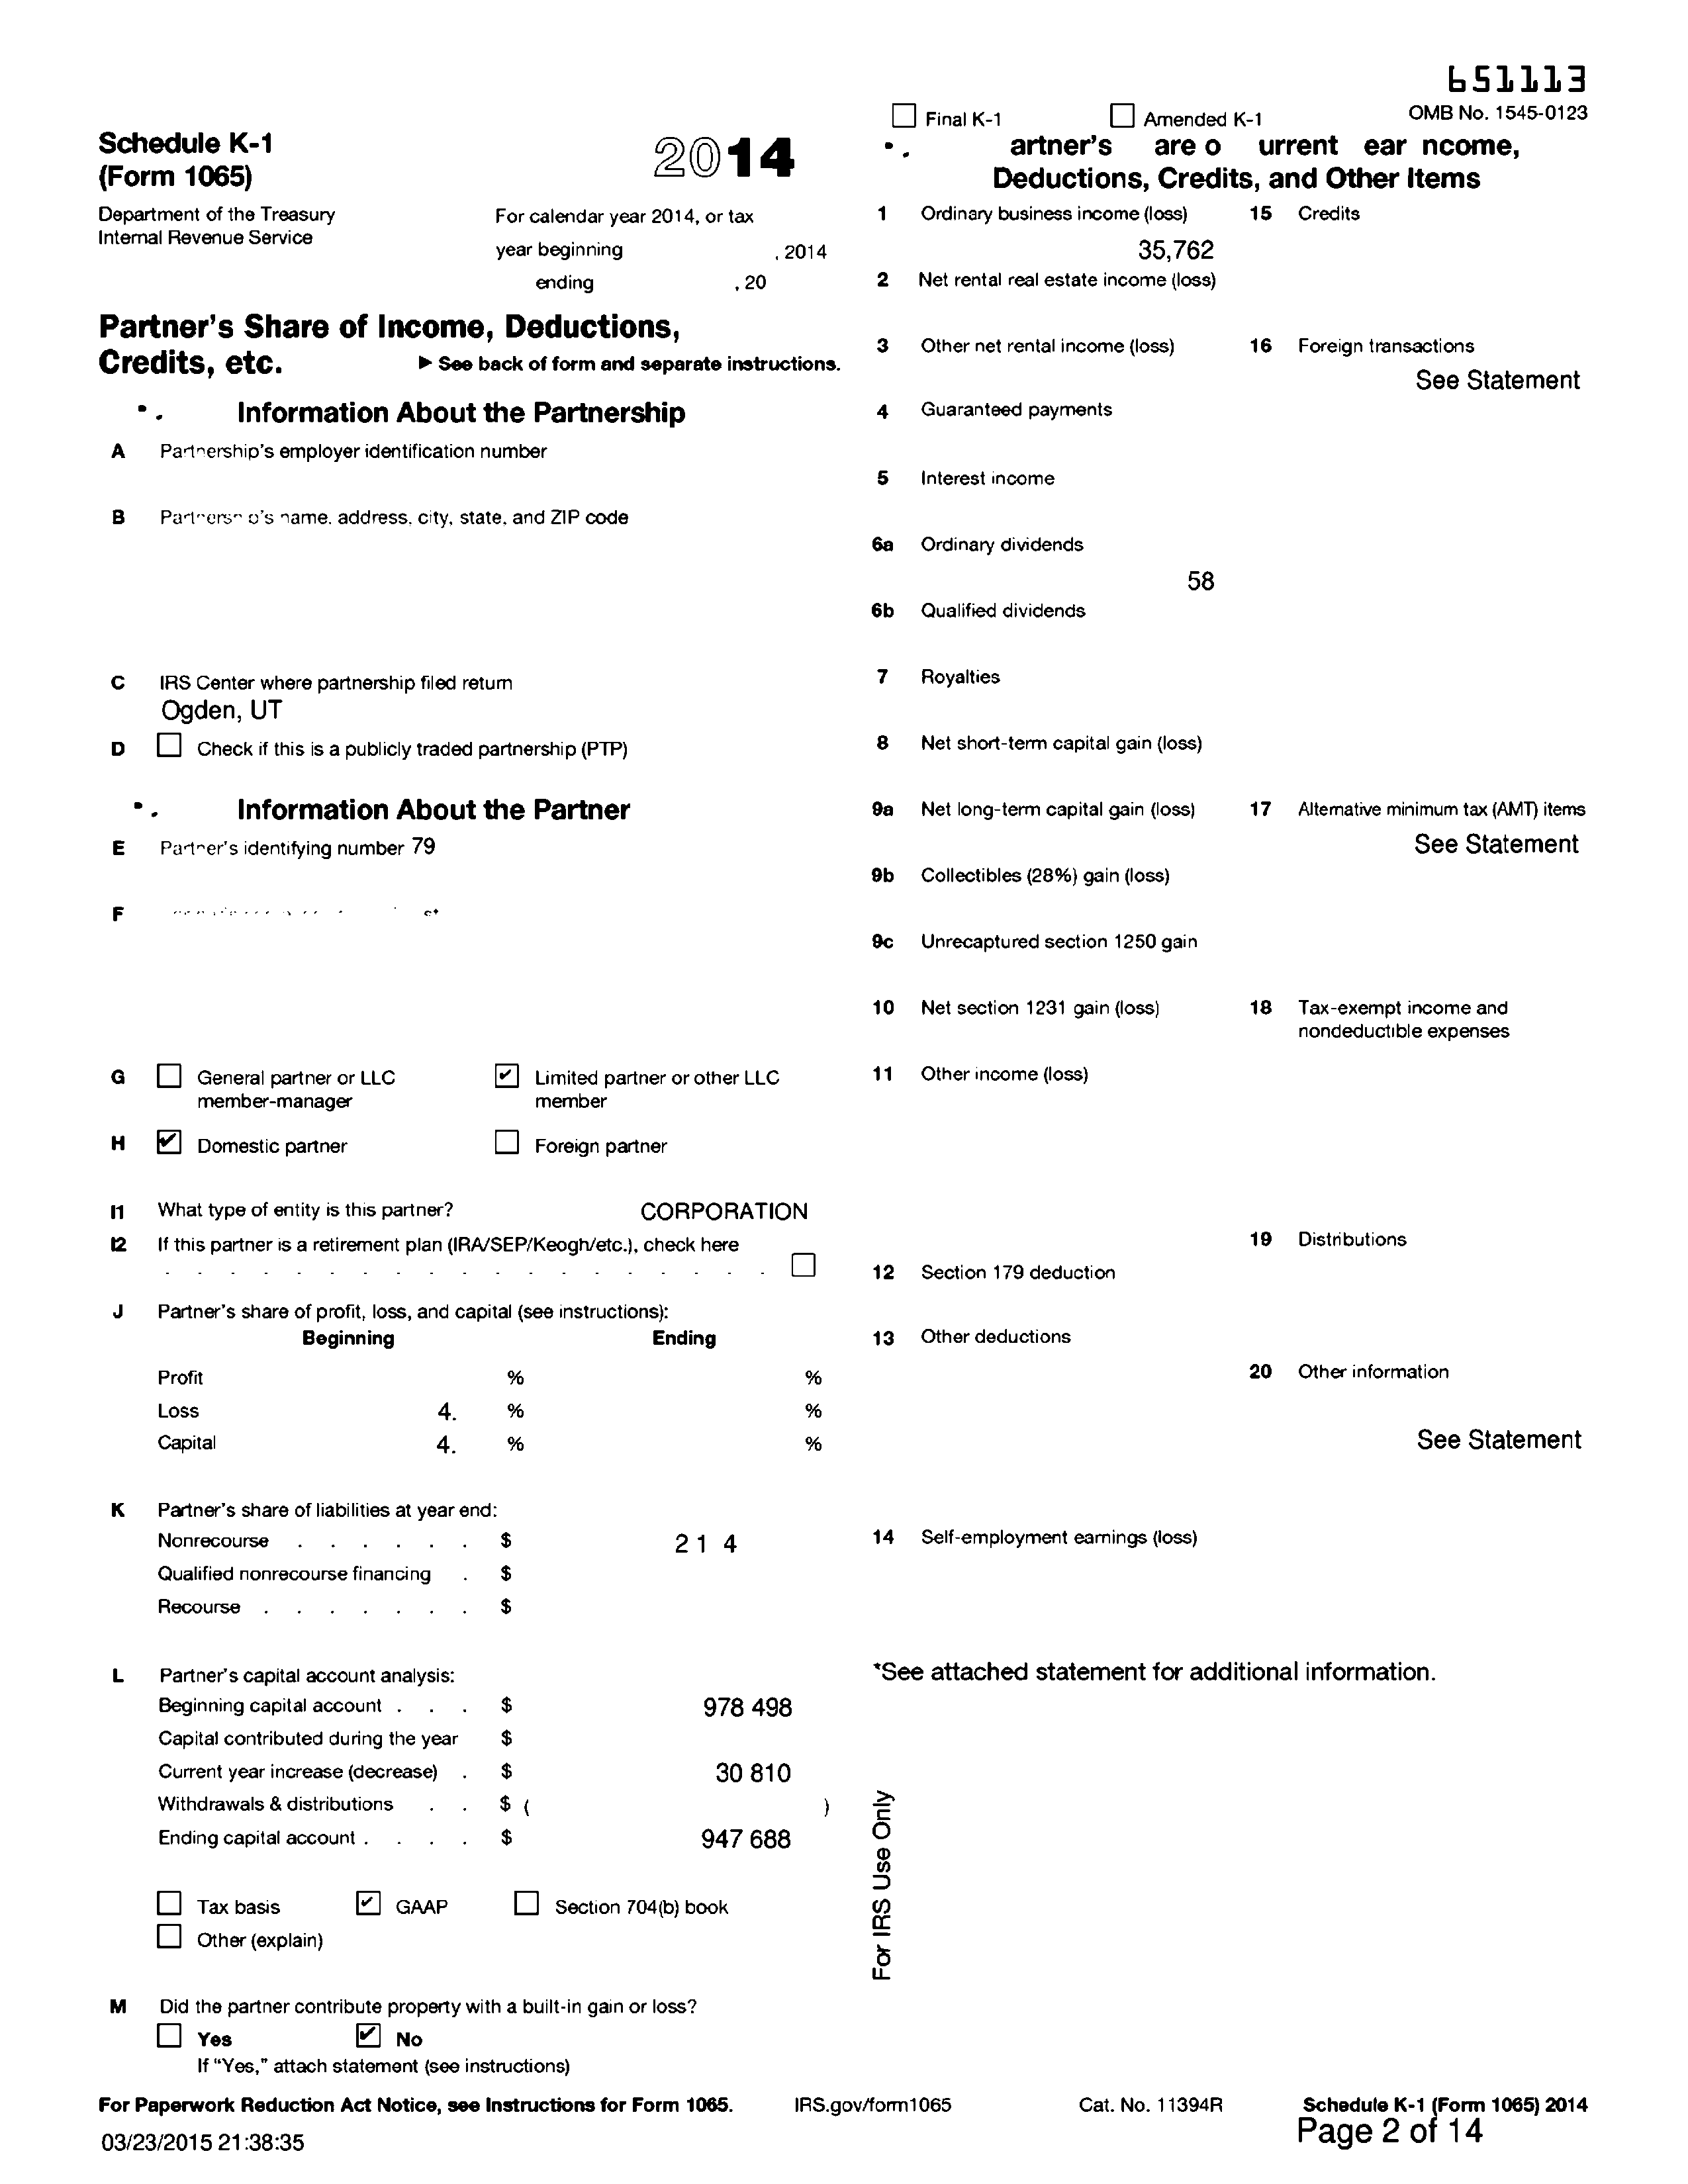 651113
OMB No. 1545-0123
Final K-1
Amended K-1
Schedule K-1
(Form 1065)
2014
Department of the Treasury
Internal Revenue Service
For calendar year 2014, or tax
year beginning , 2014
ending , 20
Partner's Share of Income, Deductions,
Credits, etc.
► See back of form and separate instructions.
Information About the Partnership
A Partnership's employer identification number
B name, address, city, state, and ZIP code
C IRS Center where partnership filed return
Ogden, UT
D Check if this is a publicly traded partnership (PTP)
Information About the Partner
E Partner's identifying number 79
F
G General partner or LLC
member-manager
✔ Limited partner or other LLC
member
H ✔ Domestic partner
Foreign partner
I1 What type of entity is this partner? CORPORATION
I2 If this partner is a retirement plan (IRA/SEP/Keogh/etc.), check here
J Partner's share of profit, loss, and capital (see instructions):
Beginning Ending
Profit % %
Loss 4. % %
Capital 4. % %
K Partner's share of liabilities at year end:
Nonrecourse . . . . . . $ 21 4
Qualified nonrecourse financing . $
Recourse . . . . . . . $
L Partner's capital account analysis:
Beginning capital account . . . $ 978 498
Capital contributed during the year $
Current year increase (decrease) . $ 30 810
Withdrawals & distributions . . $ ( )
Ending capital account . . . . $ 947 688
Tax basis ✔ GAAP Section 704(b) book
Other (explain)
M Did the partner contribute property with a built-in gain or loss?
Yes ✔ No
If "Yes," attach statement (see instructions)
artner's are o urrent ear ncome,
Deductions, Credits, and Other Items
1 Ordinary business income (loss)
35,762
2 Net rental real estate income (loss)
3 Other net rental income (loss)
4 Guaranteed payments
5 Interest income
6a Ordinary dividends
58
6b Qualified dividends
7 Royalties
8 Net short-term capital gain (loss)
9a Net long-term capital gain (loss)
9b Collectibles (28%) gain (loss)
9c Unrecaptured section 1250 gain
10 Net section 1231 gain (loss)
11 Other income (loss)
12 Section 179 deduction
13 Other deductions
14 Self-employment earnings (loss)
15 Credits
16 Foreign transactions
See Statement
17 Alternative minimum tax (AMT) items
See Statement
18 Tax-exempt income and
nondeductible expenses
19 Distributions
20 Other information
See Statement
*See attached statement for additional information.
For IRS Use Only
For Paperwork Reduction Act Notice, see Instructions for Form 1065. IRS.gov/form1065 Cat. No. 11394R Schedule K-1 (Form 1065) 2014
03/23/2015 21:38:35
Page 2 of 14